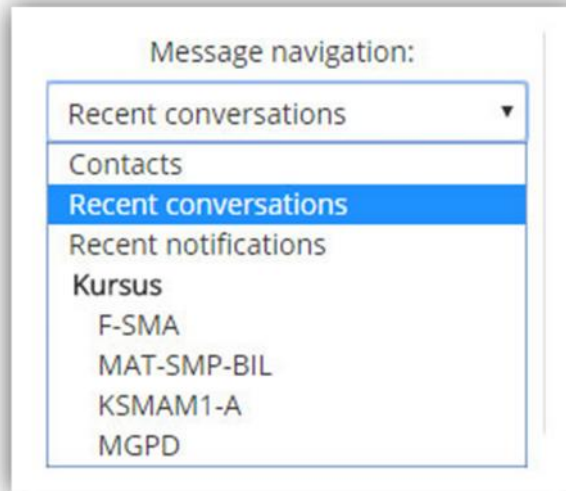 Message navigation:
Recent conversations
Contacts
Recent conversations
Recent notifications
Kursus
F-SMA
MAT-SMP-BIL
KSMAM1-A
MGPD